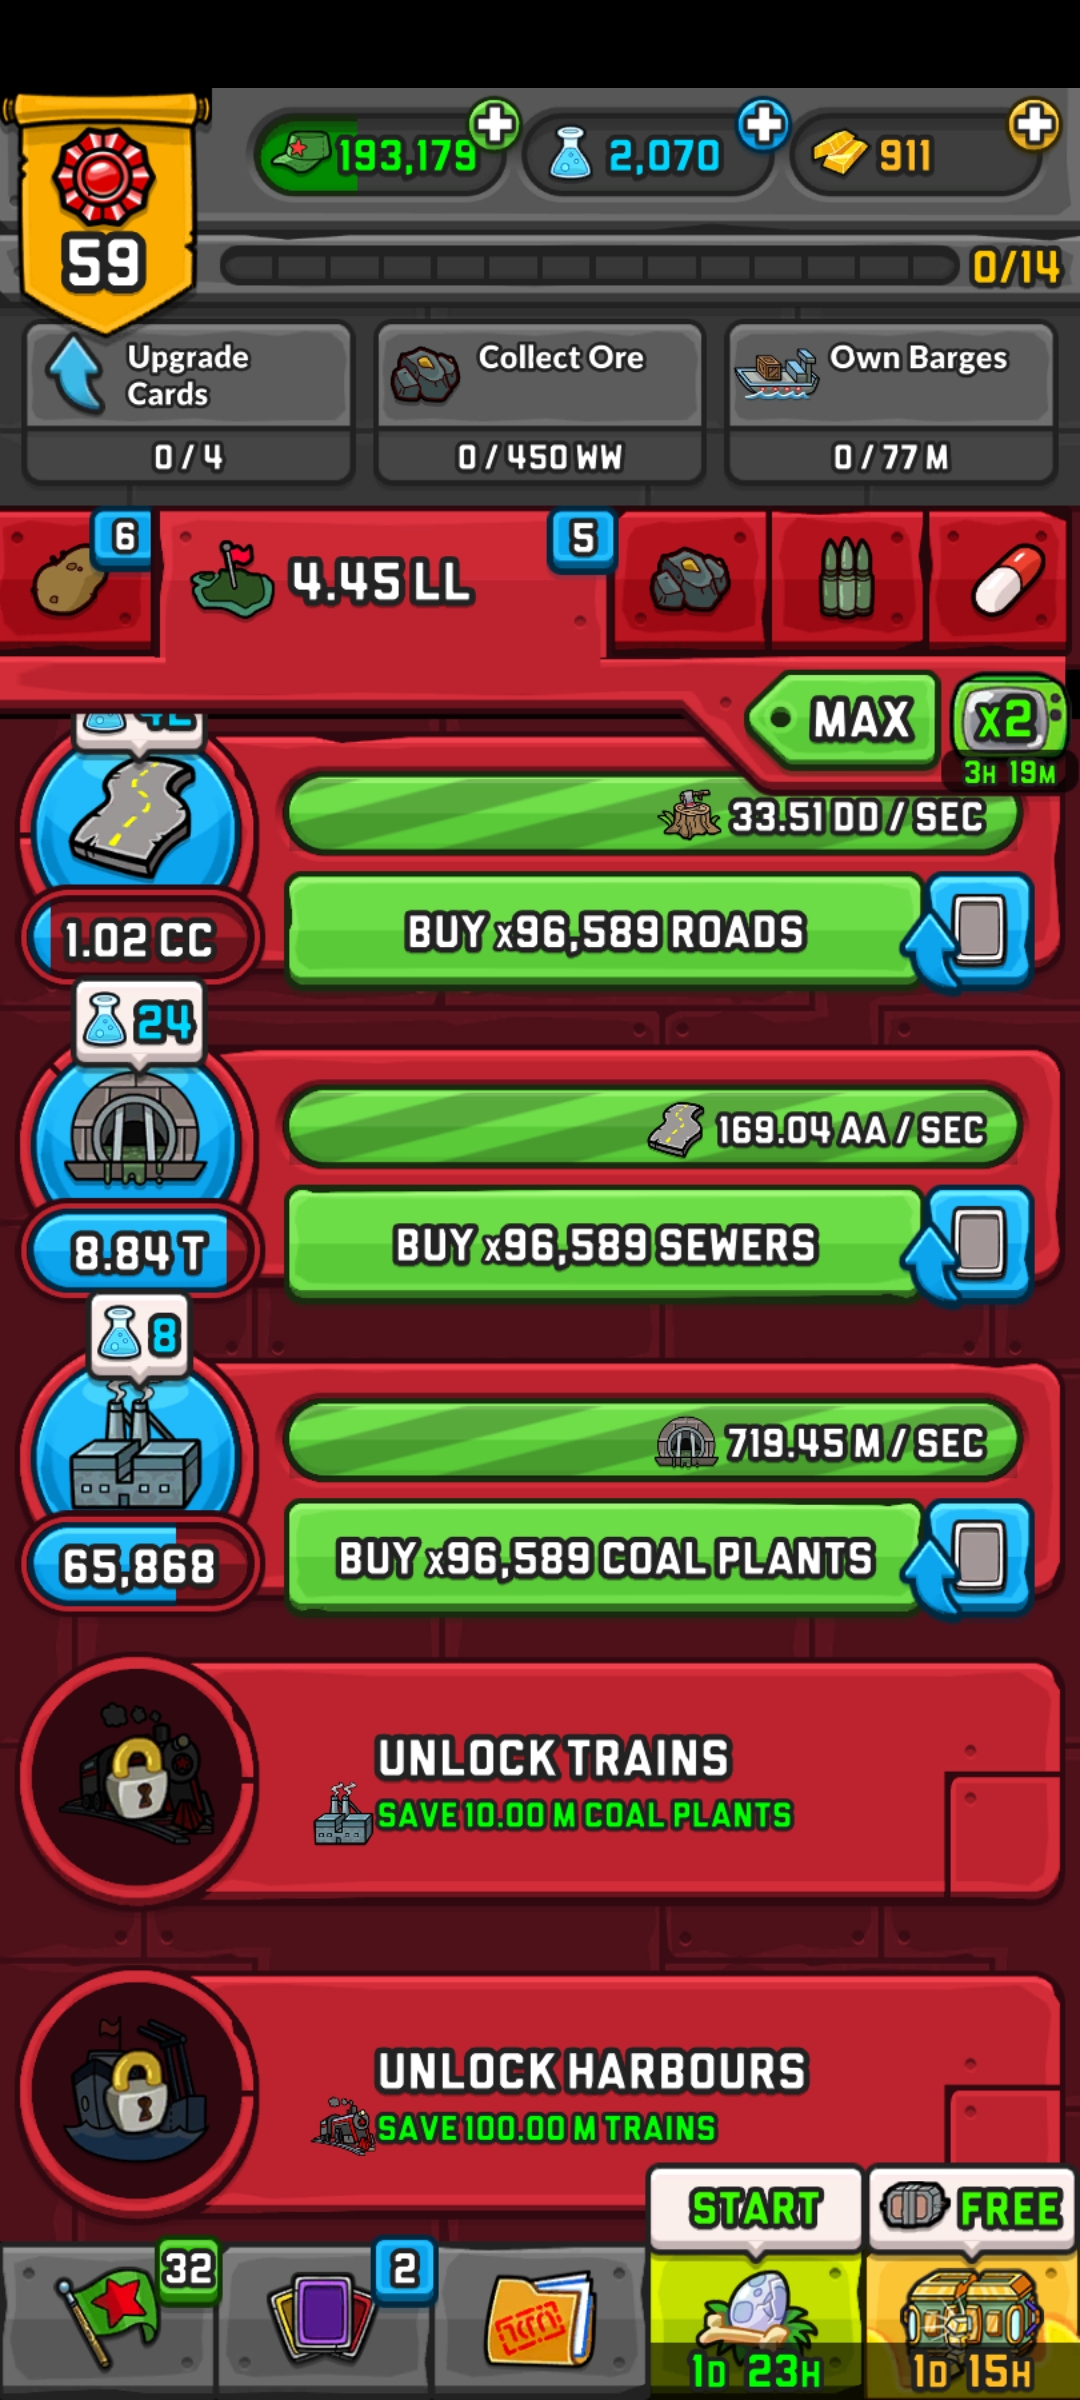 193,179
2,070
911
59
0/14
Upgrade
Cards
0 / 4
Collect Ore
0 / 450 WW
Own Barges
0 / 77 M
6
4.45 LL
5
MAX
x2
3H 19M
42
33.51 DD / SEC
1.02 CC
BUY x96,589 ROADS
24
169.04 AA / SEC
8.84 T
BUY x96,589 SEWERS
8
719.45 M / SEC
65,868
BUY x96,589 COAL PLANTS
UNLOCK TRAINS
SAVE 10.00 M COAL PLANTS
UNLOCK HARBOURS
SAVE 100.00 M TRAINS
START
FREE
32
2
1D 23H
1D 15H